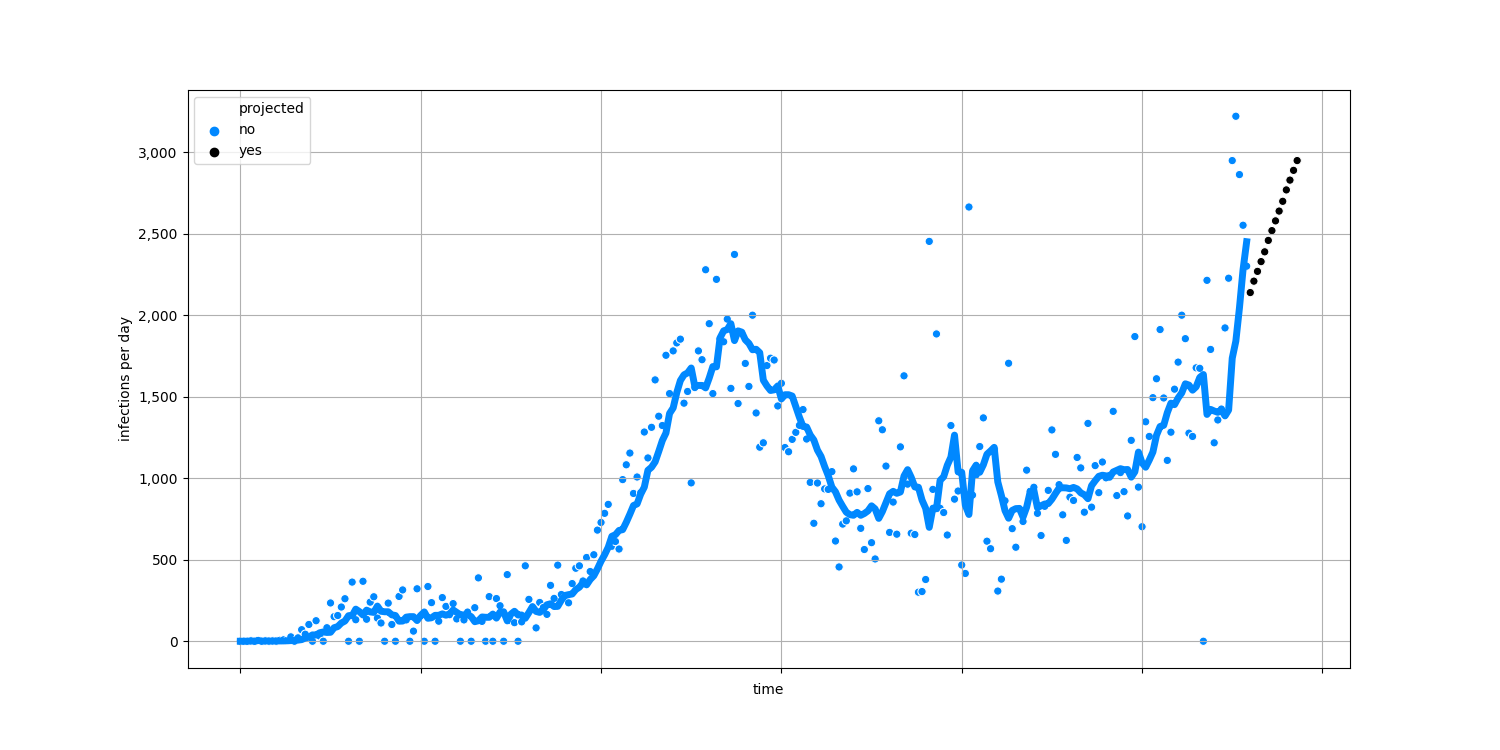 projected
no
yes
3,000
2,500
2,000
1,500
1,000
500
0
infections per day
time